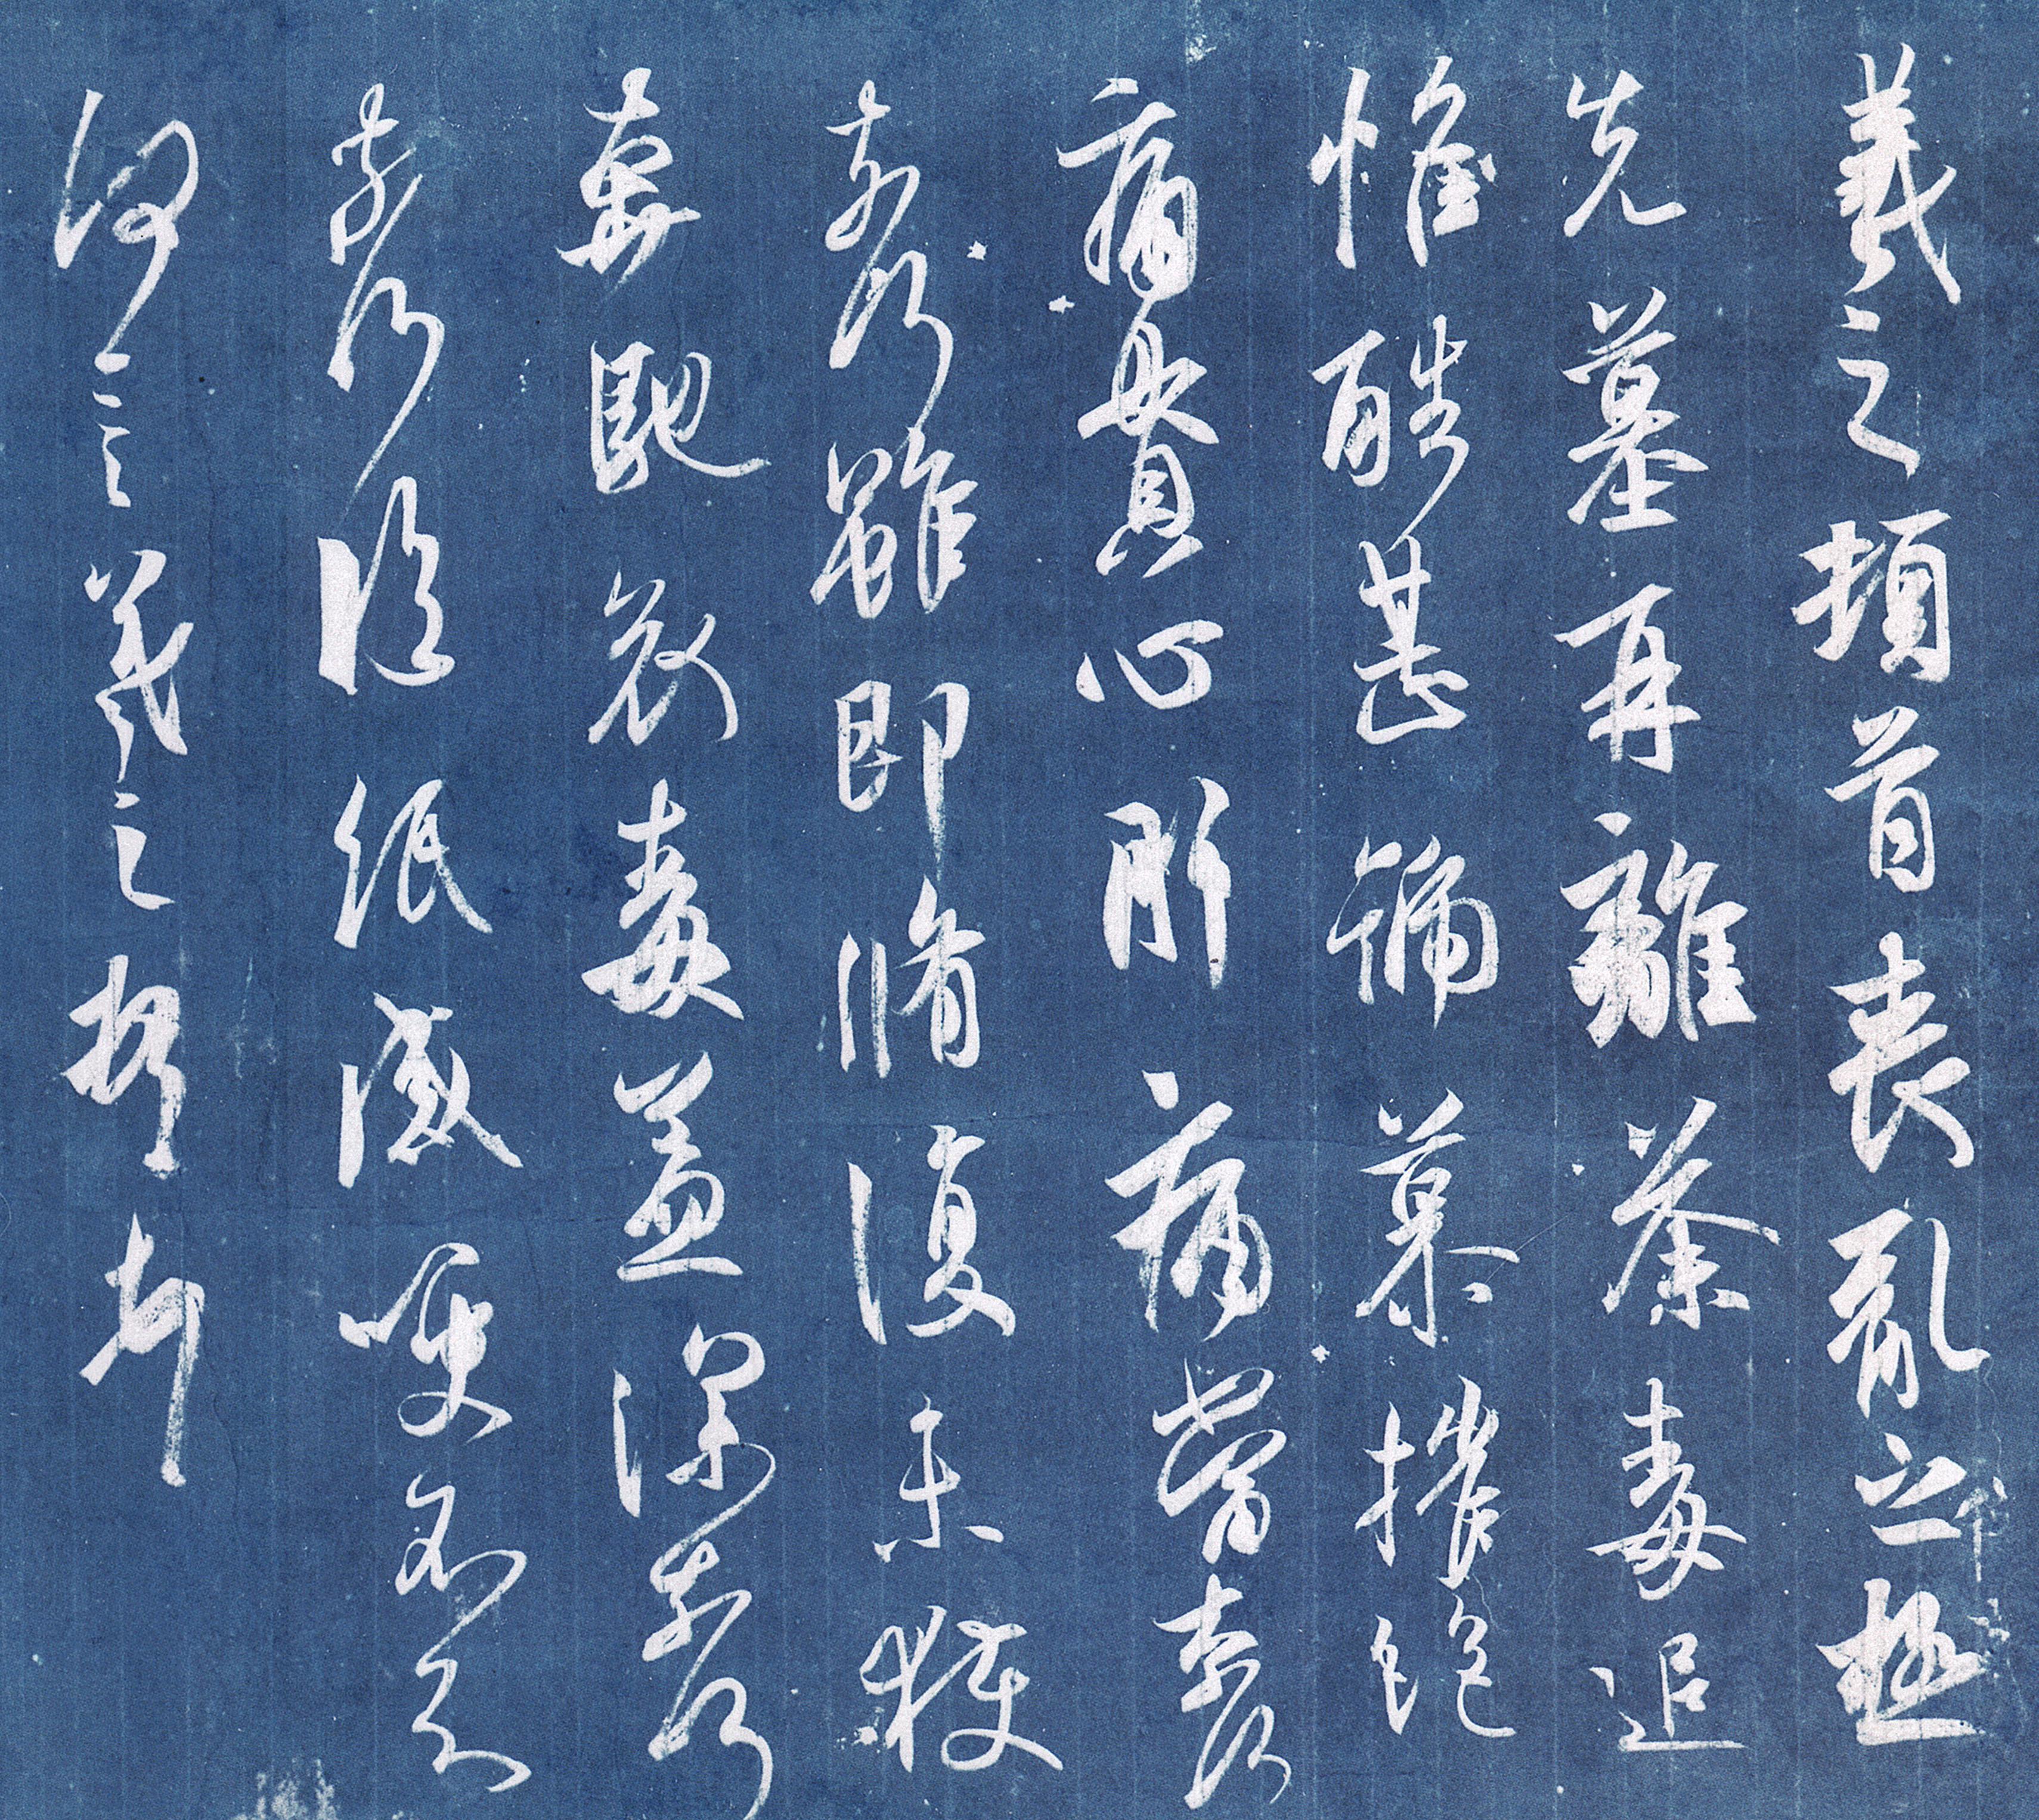 羲之頓首喪亂之極
先墓再離荼毒追
惟酷甚號慕摧絕
痛貫心肝痛當奈何
奈何雖即脩復未獲
奔馳哀毒益深奈何
奈何臨紙感哽不知
何言羲之頓首